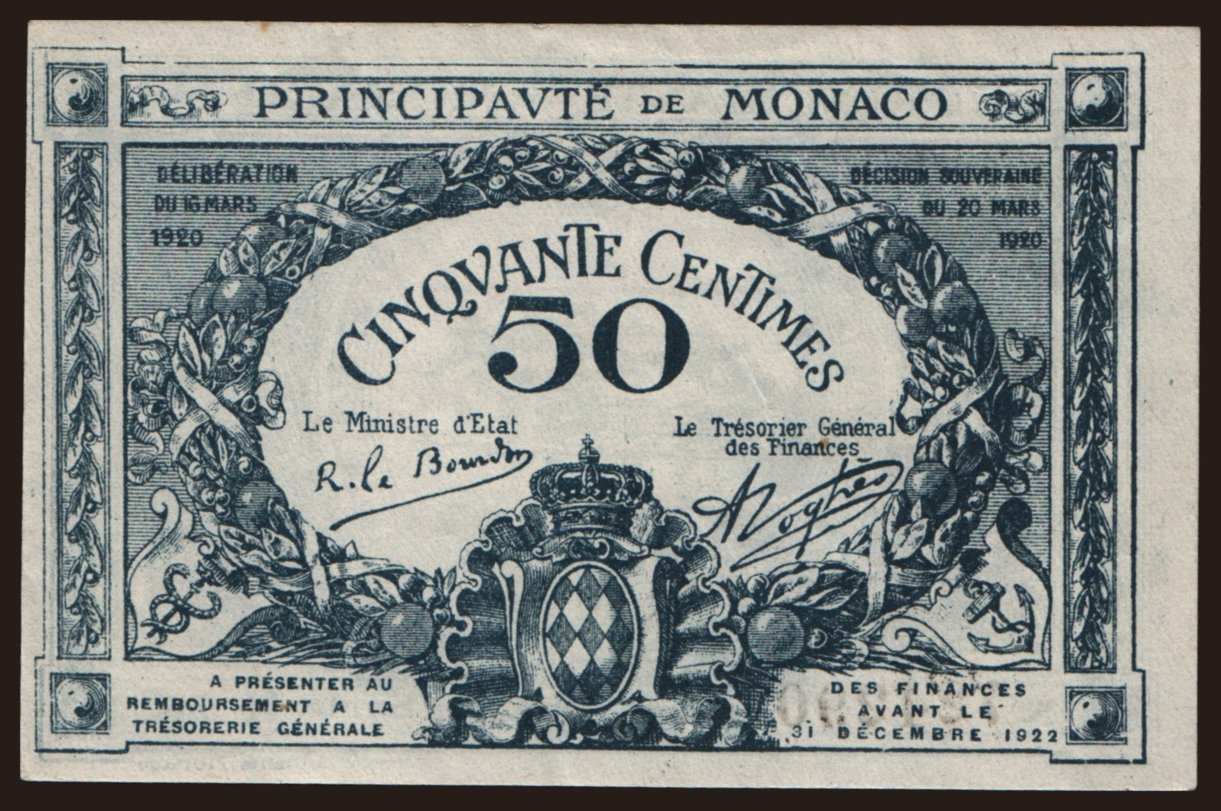 PRINCIPAVTÉ DE MONACO
DÉLIBÉRATION
DU 16 MARS
1920
DÉCISION SOUVERAINE
DU 20 MARS
1920
CINQVANTE CENTIMES
50
Le Ministre d'Etat
R. le Bourdon
Le Trésorier Général
des Finances
A PRÉSENTER AU
REMBOURSEMENT A LA
TRÉSORERIE GÉNÉRALE
DES FINANCES
AVANT LE
31 DÉCEMBRE 1922